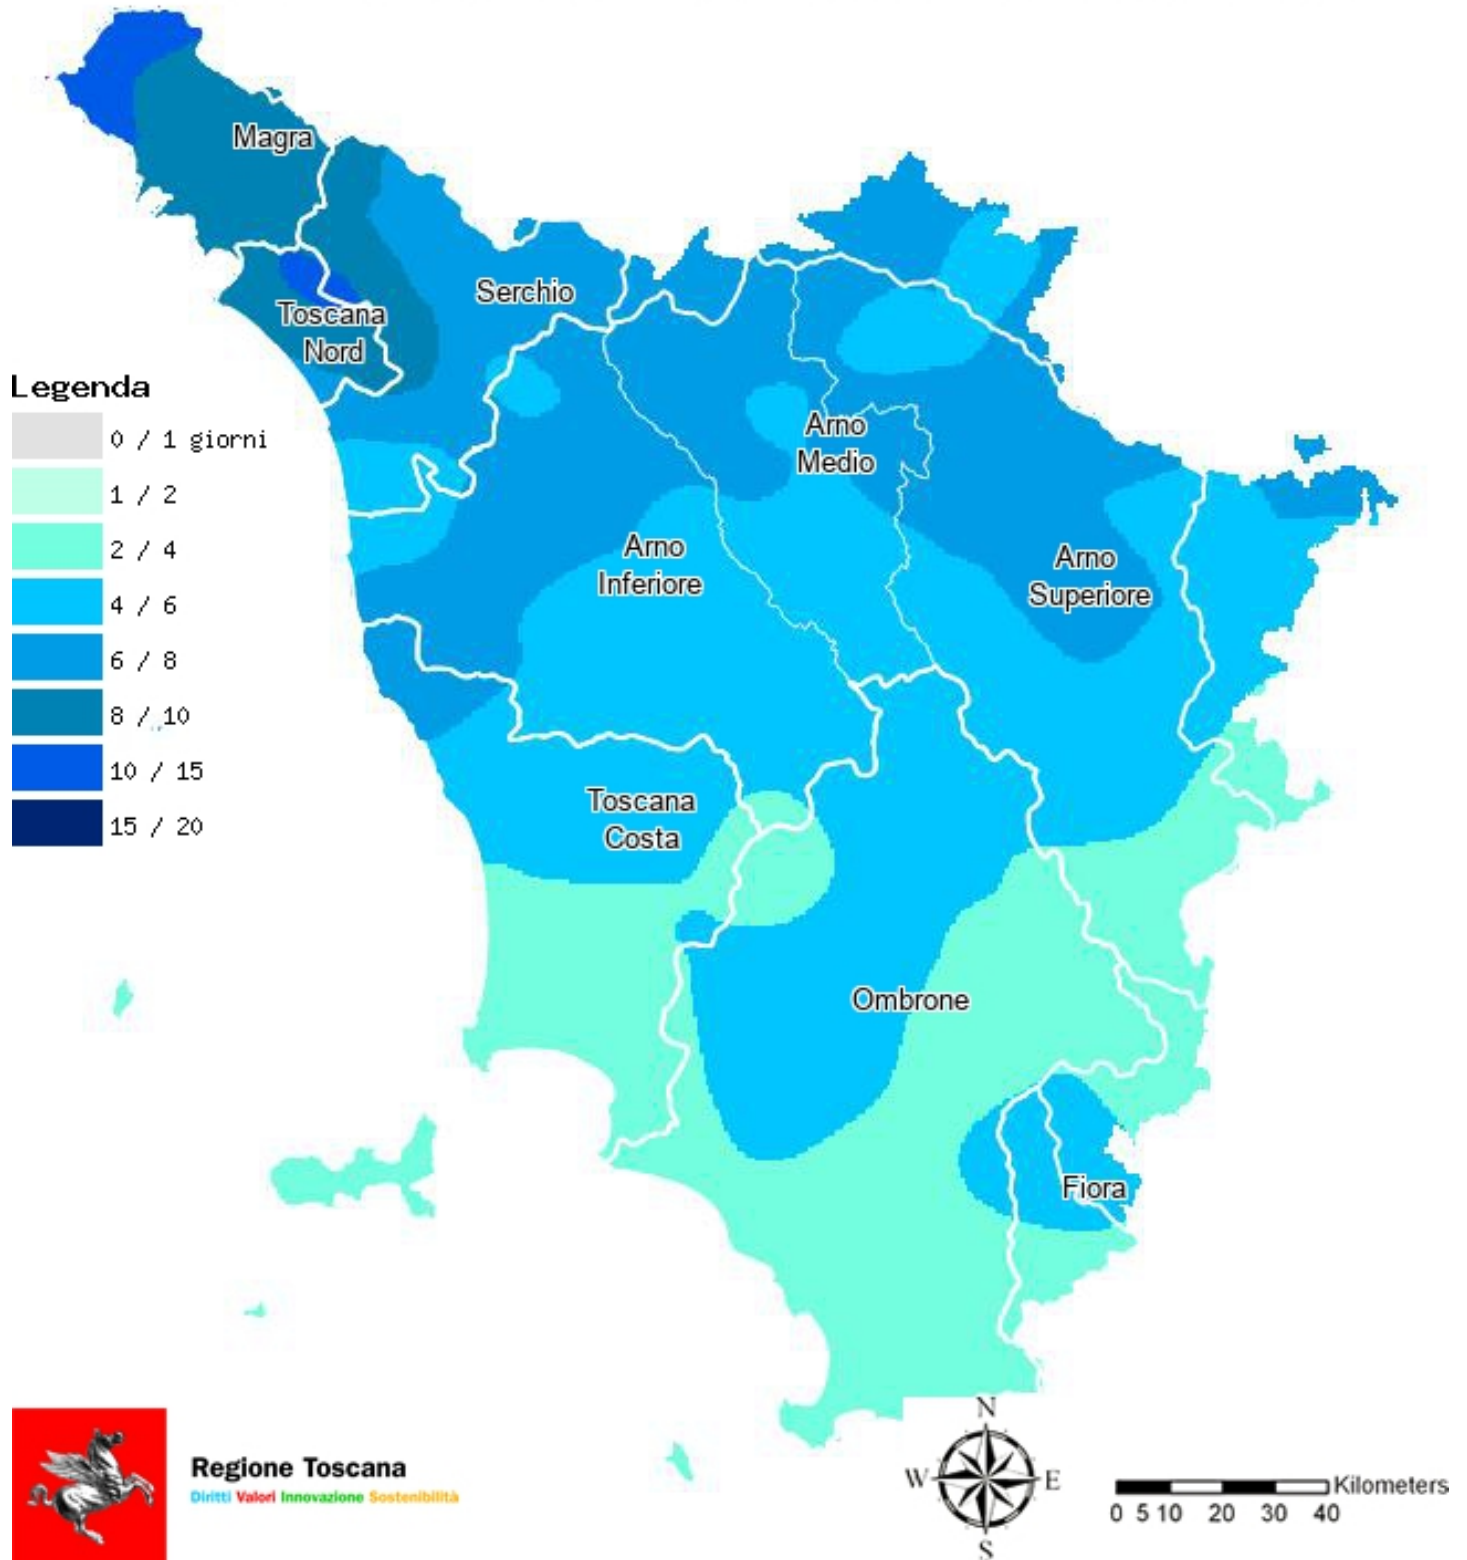 Magra
Serchio
Toscana
Nord
Legenda
0 / 1 giorni
1 / 2
2 / 4
4 / 6
6 / 8
8 / 10
10 / 15
15 / 20
Arno
Medio
Arno
Inferiore
Arno
Superiore
Toscana
Costa
Ombrone
Fiora
Regione Toscana
Diritti Valori Innovazione Sostenibilità
N
W E
S
Kilometers
0 5 10 20 30 40